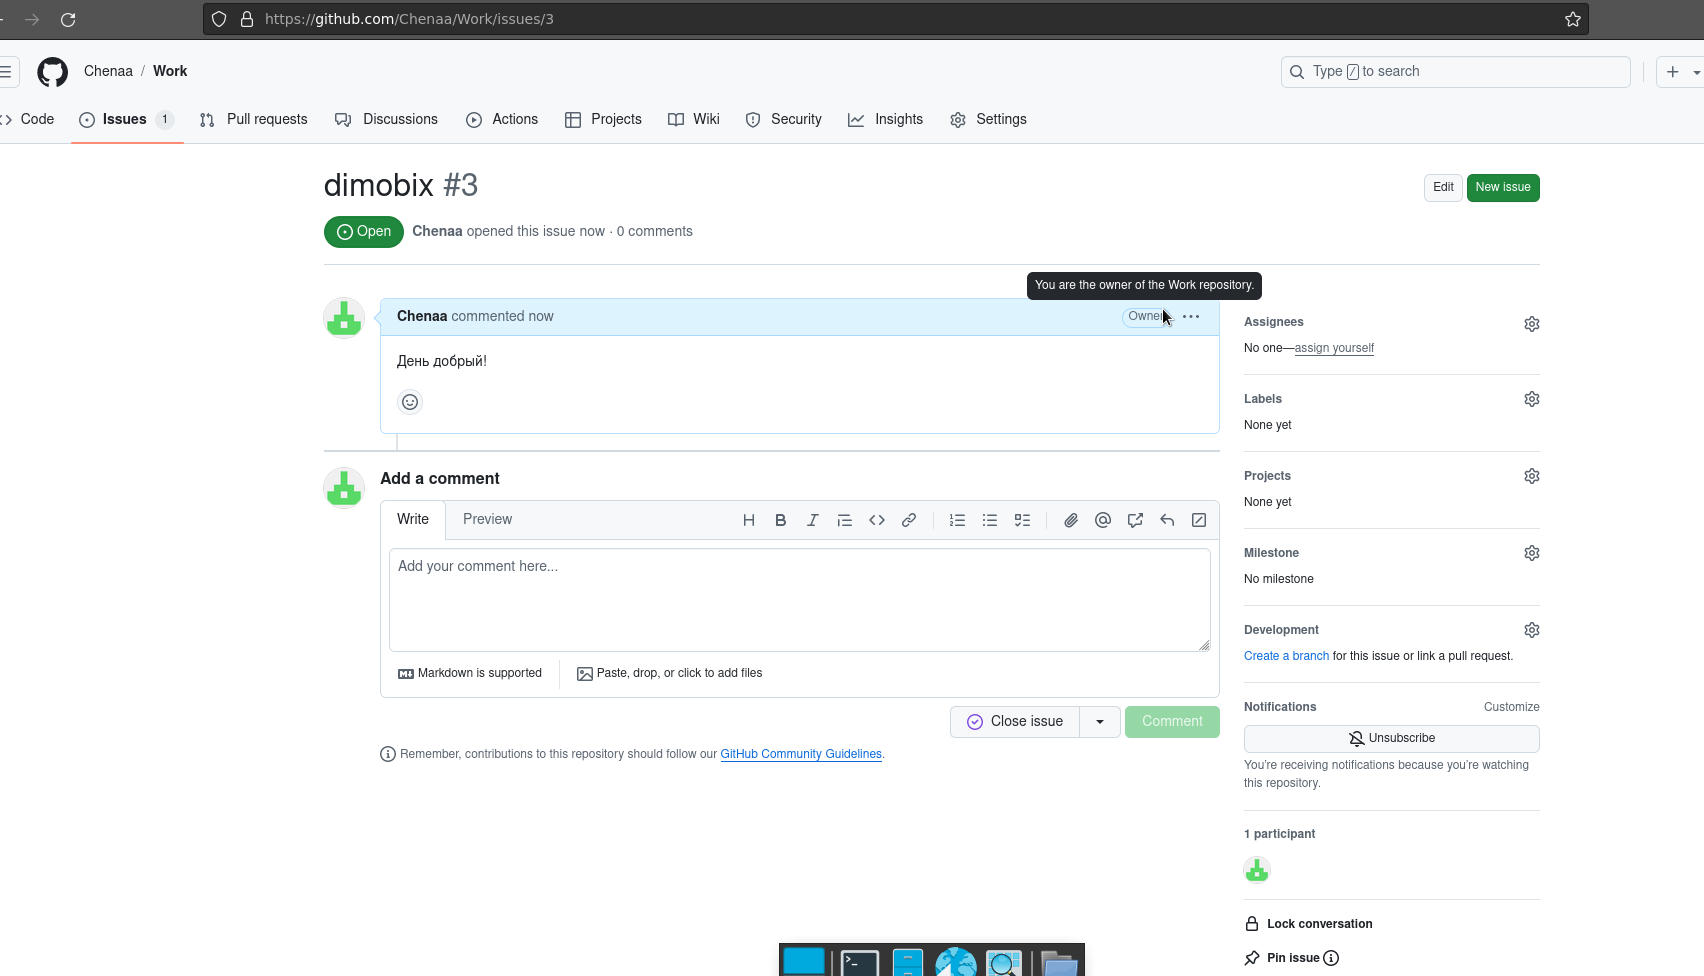 https://github.com/Chenaa/Work/issues/3
Chenaa / Work
Type / to search
Code
Issues 1
Pull requests
Discussions
Actions
Projects
Wiki
Security
Insights
Settings
dimobix #3
Edit
New issue
Open
Chenaa opened this issue now · 0 comments
You are the owner of the Work repository.
Chenaa commented now
Owner
День добрый!
Add a comment
Write
Preview
Add your comment here...
Markdown is supported
Paste, drop, or click to add files
Close issue
Comment
Remember, contributions to this repository should follow our GitHub Community Guidelines.
Assignees
No one—assign yourself
Labels
None yet
Projects
None yet
Milestone
No milestone
Development
Create a branch for this issue or link a pull request.
Notifications
Customize
Unsubscribe
You're receiving notifications because you're watching
this repository.
1 participant
Lock conversation
Pin issue